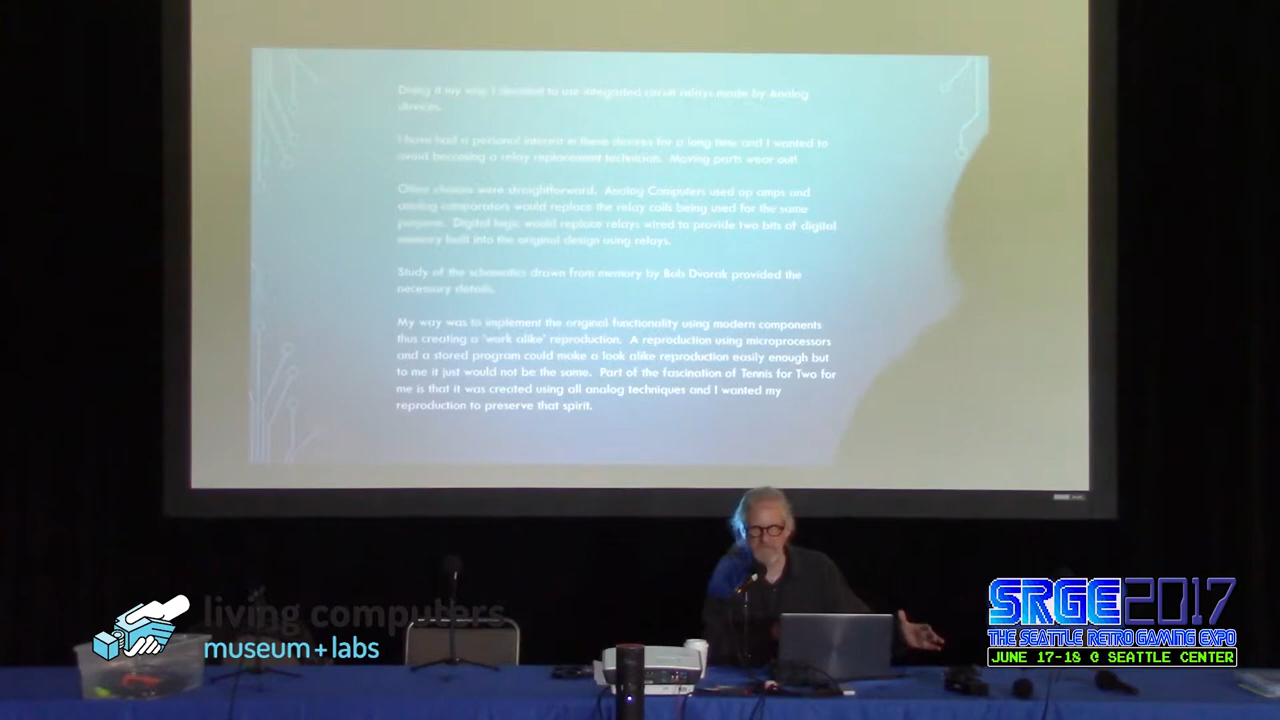 Doing it my way I decided to use integrated circuit relays made by Analog
devices.
I have had a personal interest in these devices for a long time and I wanted to
avoid becoming a relay replacement technician. Moving parts wear out!
Other choices were straightforward. Analog Computers used op amps and
analog comparators would replace the relay coils being used for the same
purpose. Digital logic would replace relays wired to provide two bits of digital
memory built into the original design using relays.
Study of the schematics drawn from memory by Bob Dvorak provided the
necessary details.
My way was to implement the original functionality using modern components
thus creating a 'work alike' reproduction. A reproduction using microprocessors
and a stored program could make a look alike reproduction easily enough but
to me it just would not be the same. Part of the fascination of Tennis for Two for
me is that it was created using all analog techniques and I wanted my
reproduction to preserve that spirit.
living computers
museum+labs
SRGE2017
THE SEATTLE RETRO GAMING EXPO
JUNE 17-18 @ SEATTLE CENTER